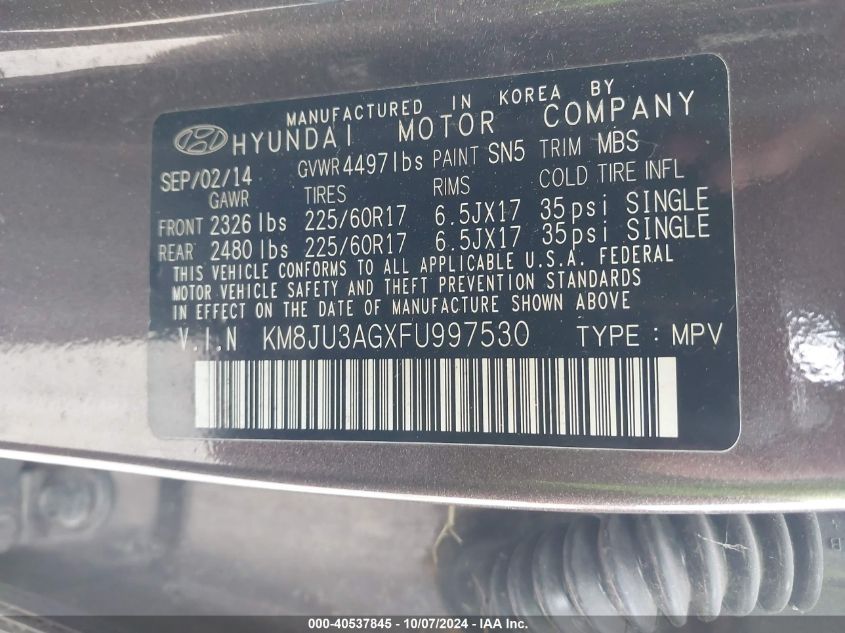 MANUFACTURED IN KOREA BY
HYUNDAI MOTOR COMPANY
SEP/02/14 GVWR 4497 lbs PAINT SN5 TRIM MBS
GAWR TIRES RIMS COLD TIRE INFL
FRONT 2326 lbs 225/60R17 6.5JX17 35psi SINGLE
REAR 2480 lbs 225/60R17 6.5JX17 35psi SINGLE
THIS VEHICLE CONFORMS TO ALL APPLICABLE U.S.A. FEDERAL
MOTOR VEHICLE SAFETY AND THEFT PREVENTION STANDARDS
IN EFFECT ON THE DATE OF MANUFACTURE SHOWN ABOVE
V.I.N KM8JU3AGXFU997530 TYPE : MPV
000-40537845 - 10/07/2024 - IAA Inc.